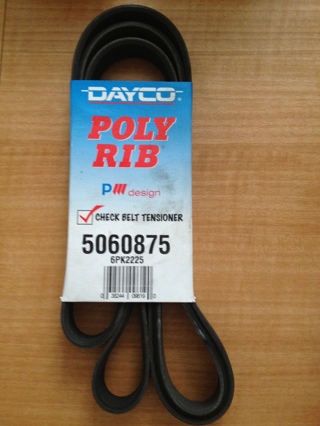 DAYCO®
POLY
RIB®
P design
CHECK BELT TENSIONER
5060875
6PK2225